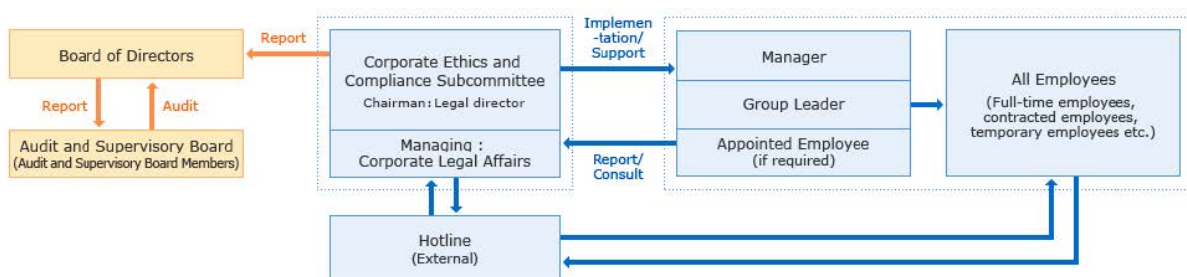 Board of Directors
Report
Audit
Audit and Supervisory Board
(Audit and Supervisory Board Members)
Report
Corporate Ethics and
Compliance Subcommittee
Chairman : Legal director
Managing :
Corporate Legal Affairs
Implemen
-tation/
Support
Report/
Consult
Manager
Group Leader
Appointed Employee
(if required)
All Employees
(Full-time employees,
contracted employees,
temporary employees etc.)
Hotline
(External)